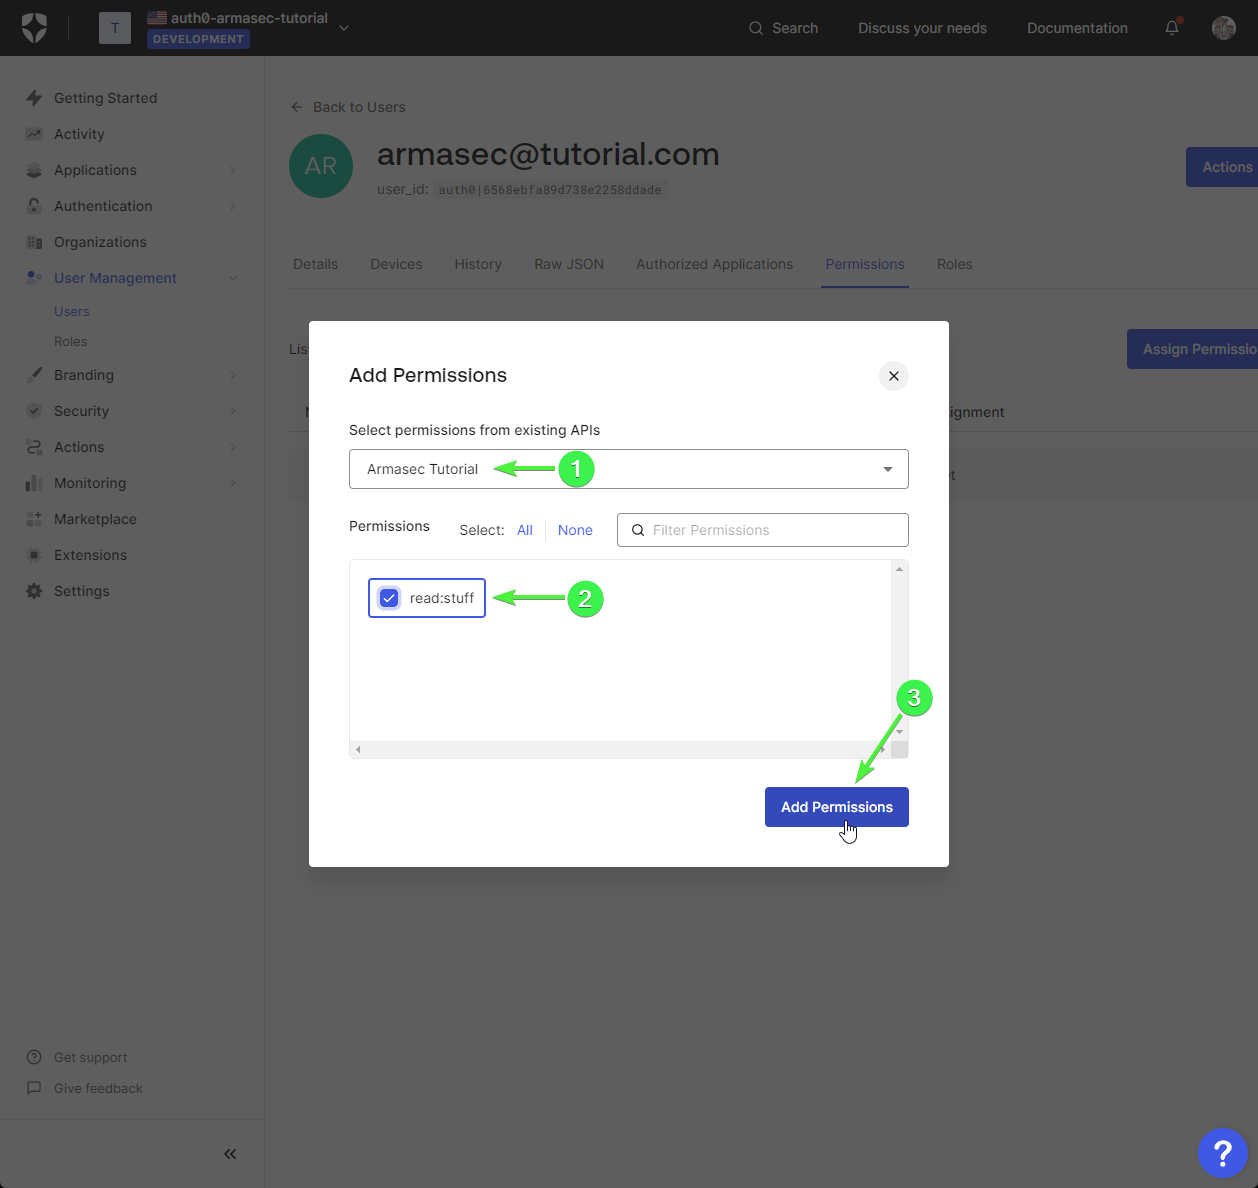 T
auth0-armasec-tutorial
DEVELOPMENT
Search
Discuss your needs
Documentation
Getting Started
Activity
Applications
Authentication
Organizations
User Management
Users
Roles
Branding
Security
Actions
Monitoring
Marketplace
Extensions
Settings
Get support
Give feedback
Back to Users
AR
armasec@tutorial.com
user_id: auth0|6568ebfa89d738e2258ddade
Actions
Details
Devices
History
Raw JSON
Authorized Applications
Permissions
Roles
Lis
Assign Permissio
ignment
t
Add Permissions
Select permissions from existing APIs
Armasec Tutorial
1
Permissions
Select: All None
Filter Permissions
read:stuff
2
3
Add Permissions
?